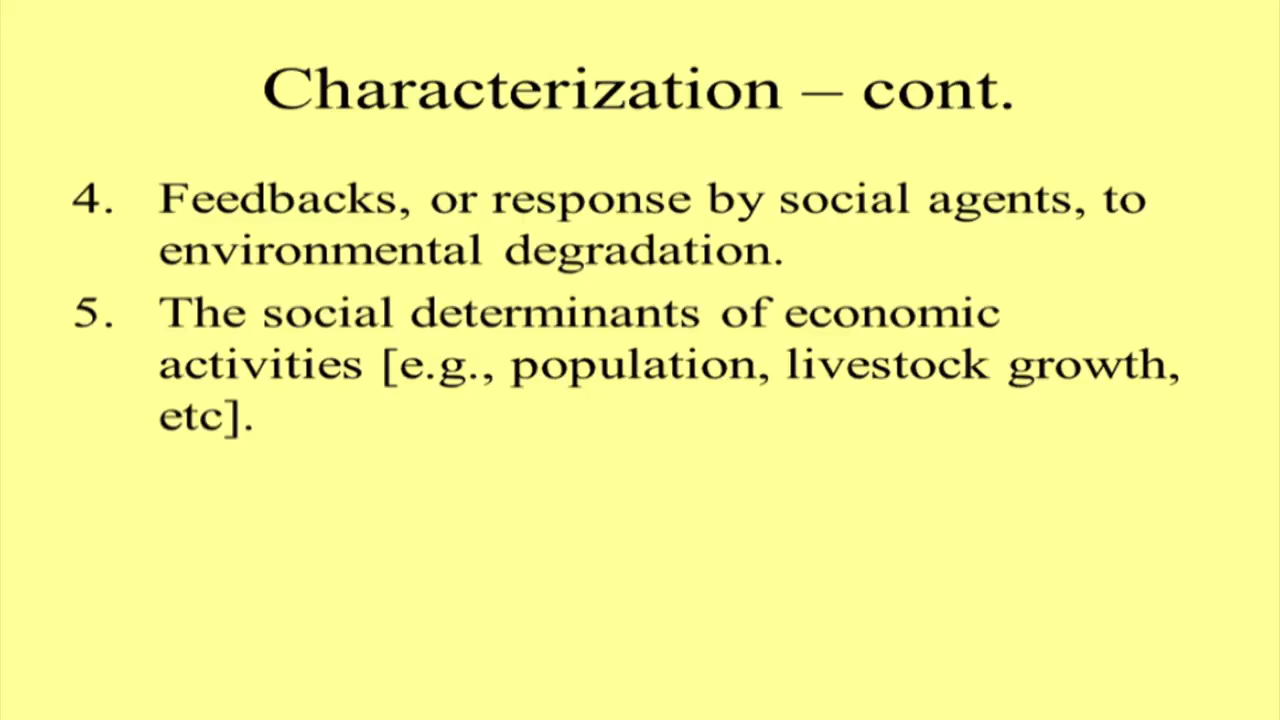 Characterization – cont.
4. Feedbacks, or response by social agents, to
environmental degradation.
5. The social determinants of economic
activities [e.g., population, livestock growth,
etc].